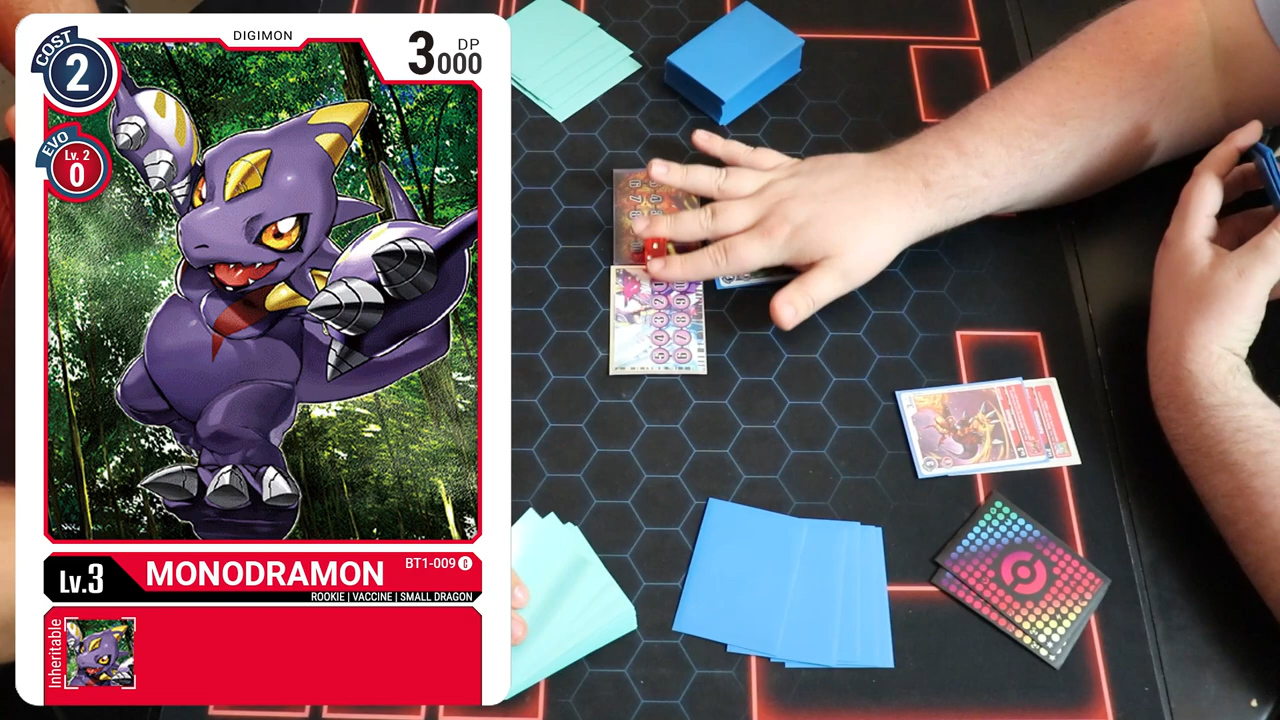 DIGIMON
COST
2
3000
DP
EVO
Lv. 2
0
Lv.3
MONODRAMON
BT1-009 C
ROOKIE | VACCINE | SMALL DRAGON
Inheritable